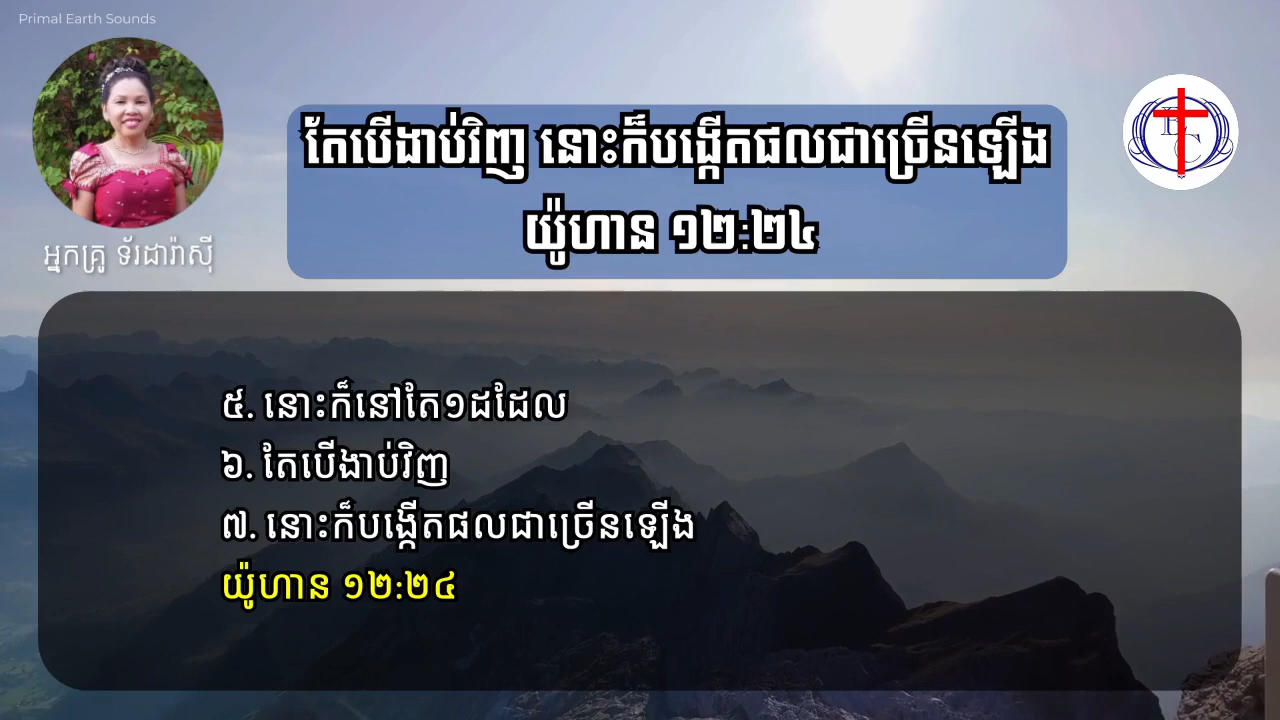 Primal Earth Sounds
តែបើងាប់វិញ នោះក៏បង្កើតផលជាច្រើនឡើង
យ៉ូហាន ១២:២៤
E
C
អ្នកគ្រូ ទ័រដារ៉ាស៊ី
៥. នោះក៏នៅតែ១ដដែល
៦. តែបើងាប់វិញ
៧. នោះក៏បង្កើតផលជាច្រើនឡើង
យ៉ូហាន ១២:២៤